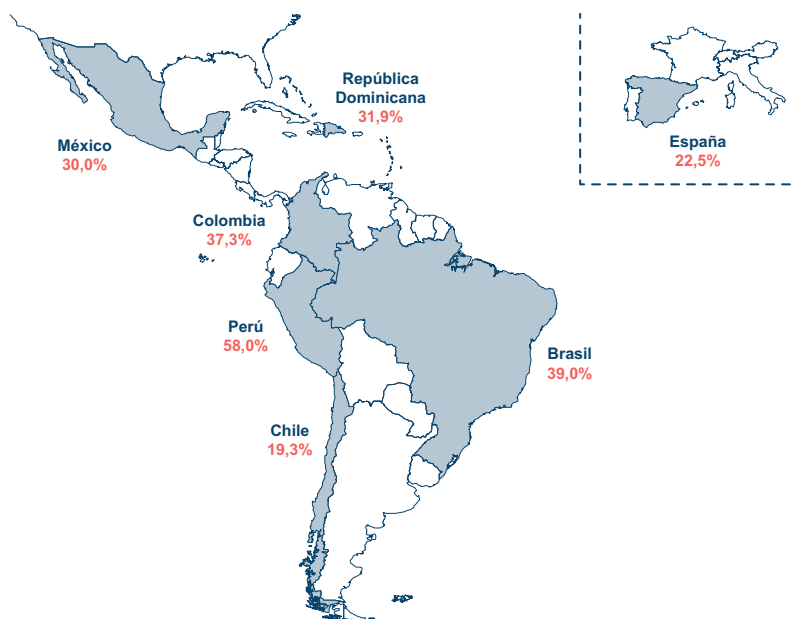 República
Dominicana
31,9%
España
22,5%
México
30,0%
Colombia
37,3%
Perú
58,0%
Brasil
39,0%
Chile
19,3%